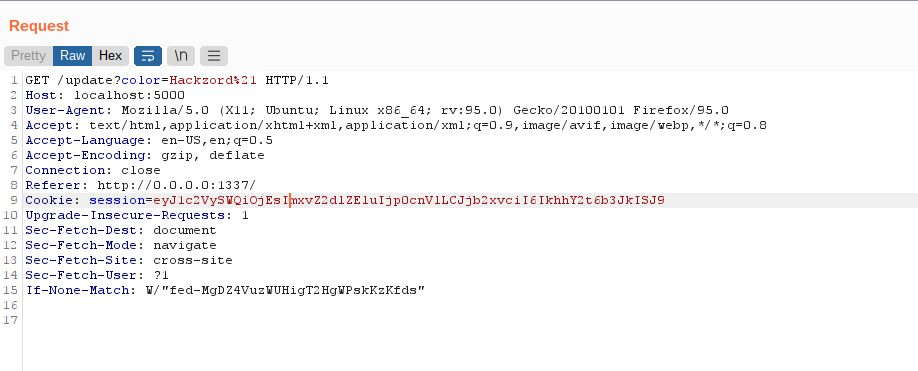 Request
Pretty Raw Hex \n
1 GET /update?color=Hackzord%21 HTTP/1.1
2 Host: localhost:5000
3 User-Agent: Mozilla/5.0 (X11; Ubuntu; Linux x86_64; rv:95.0) Gecko/20100101 Firefox/95.0
4 Accept: text/html,application/xhtml+xml,application/xml;q=0.9,image/avif,image/webp,*/*;q=0.8
5 Accept-Language: en-US,en;q=0.5
6 Accept-Encoding: gzip, deflate
7 Connection: close
8 Referer: http://0.0.0.0:1337/
9 Cookie: session=eyJ1c2VySWQiOjEsImxvZ2dlZEluIjp0cnVlLCJjb2xvciI6IkhhY2t6b3JkISJ9
10 Upgrade-Insecure-Requests: 1
11 Sec-Fetch-Dest: document
12 Sec-Fetch-Mode: navigate
13 Sec-Fetch-Site: cross-site
14 Sec-Fetch-User: ?1
15 If-None-Match: W/"fed-MgDZ4VuzWUHigT2HgWPskKzKfds"
16
17